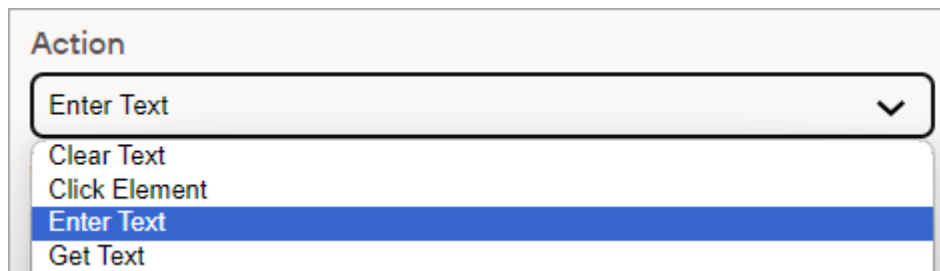 Action
Enter Text
Clear Text
Click Element
Enter Text
Get Text